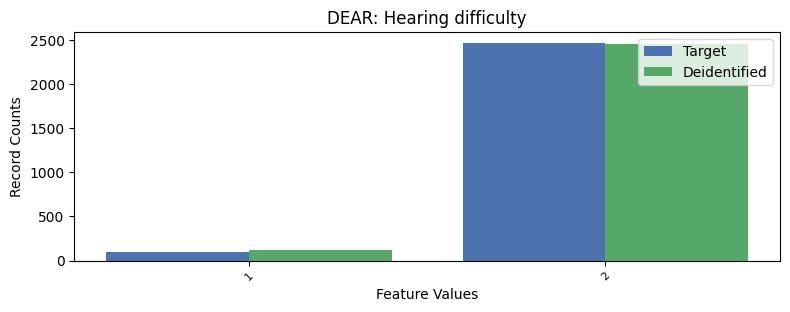 DEAR: Hearing difficulty
Target
Deidentified
Record Counts
2500
2000
1500
1000
500
0
1
2
Feature Values